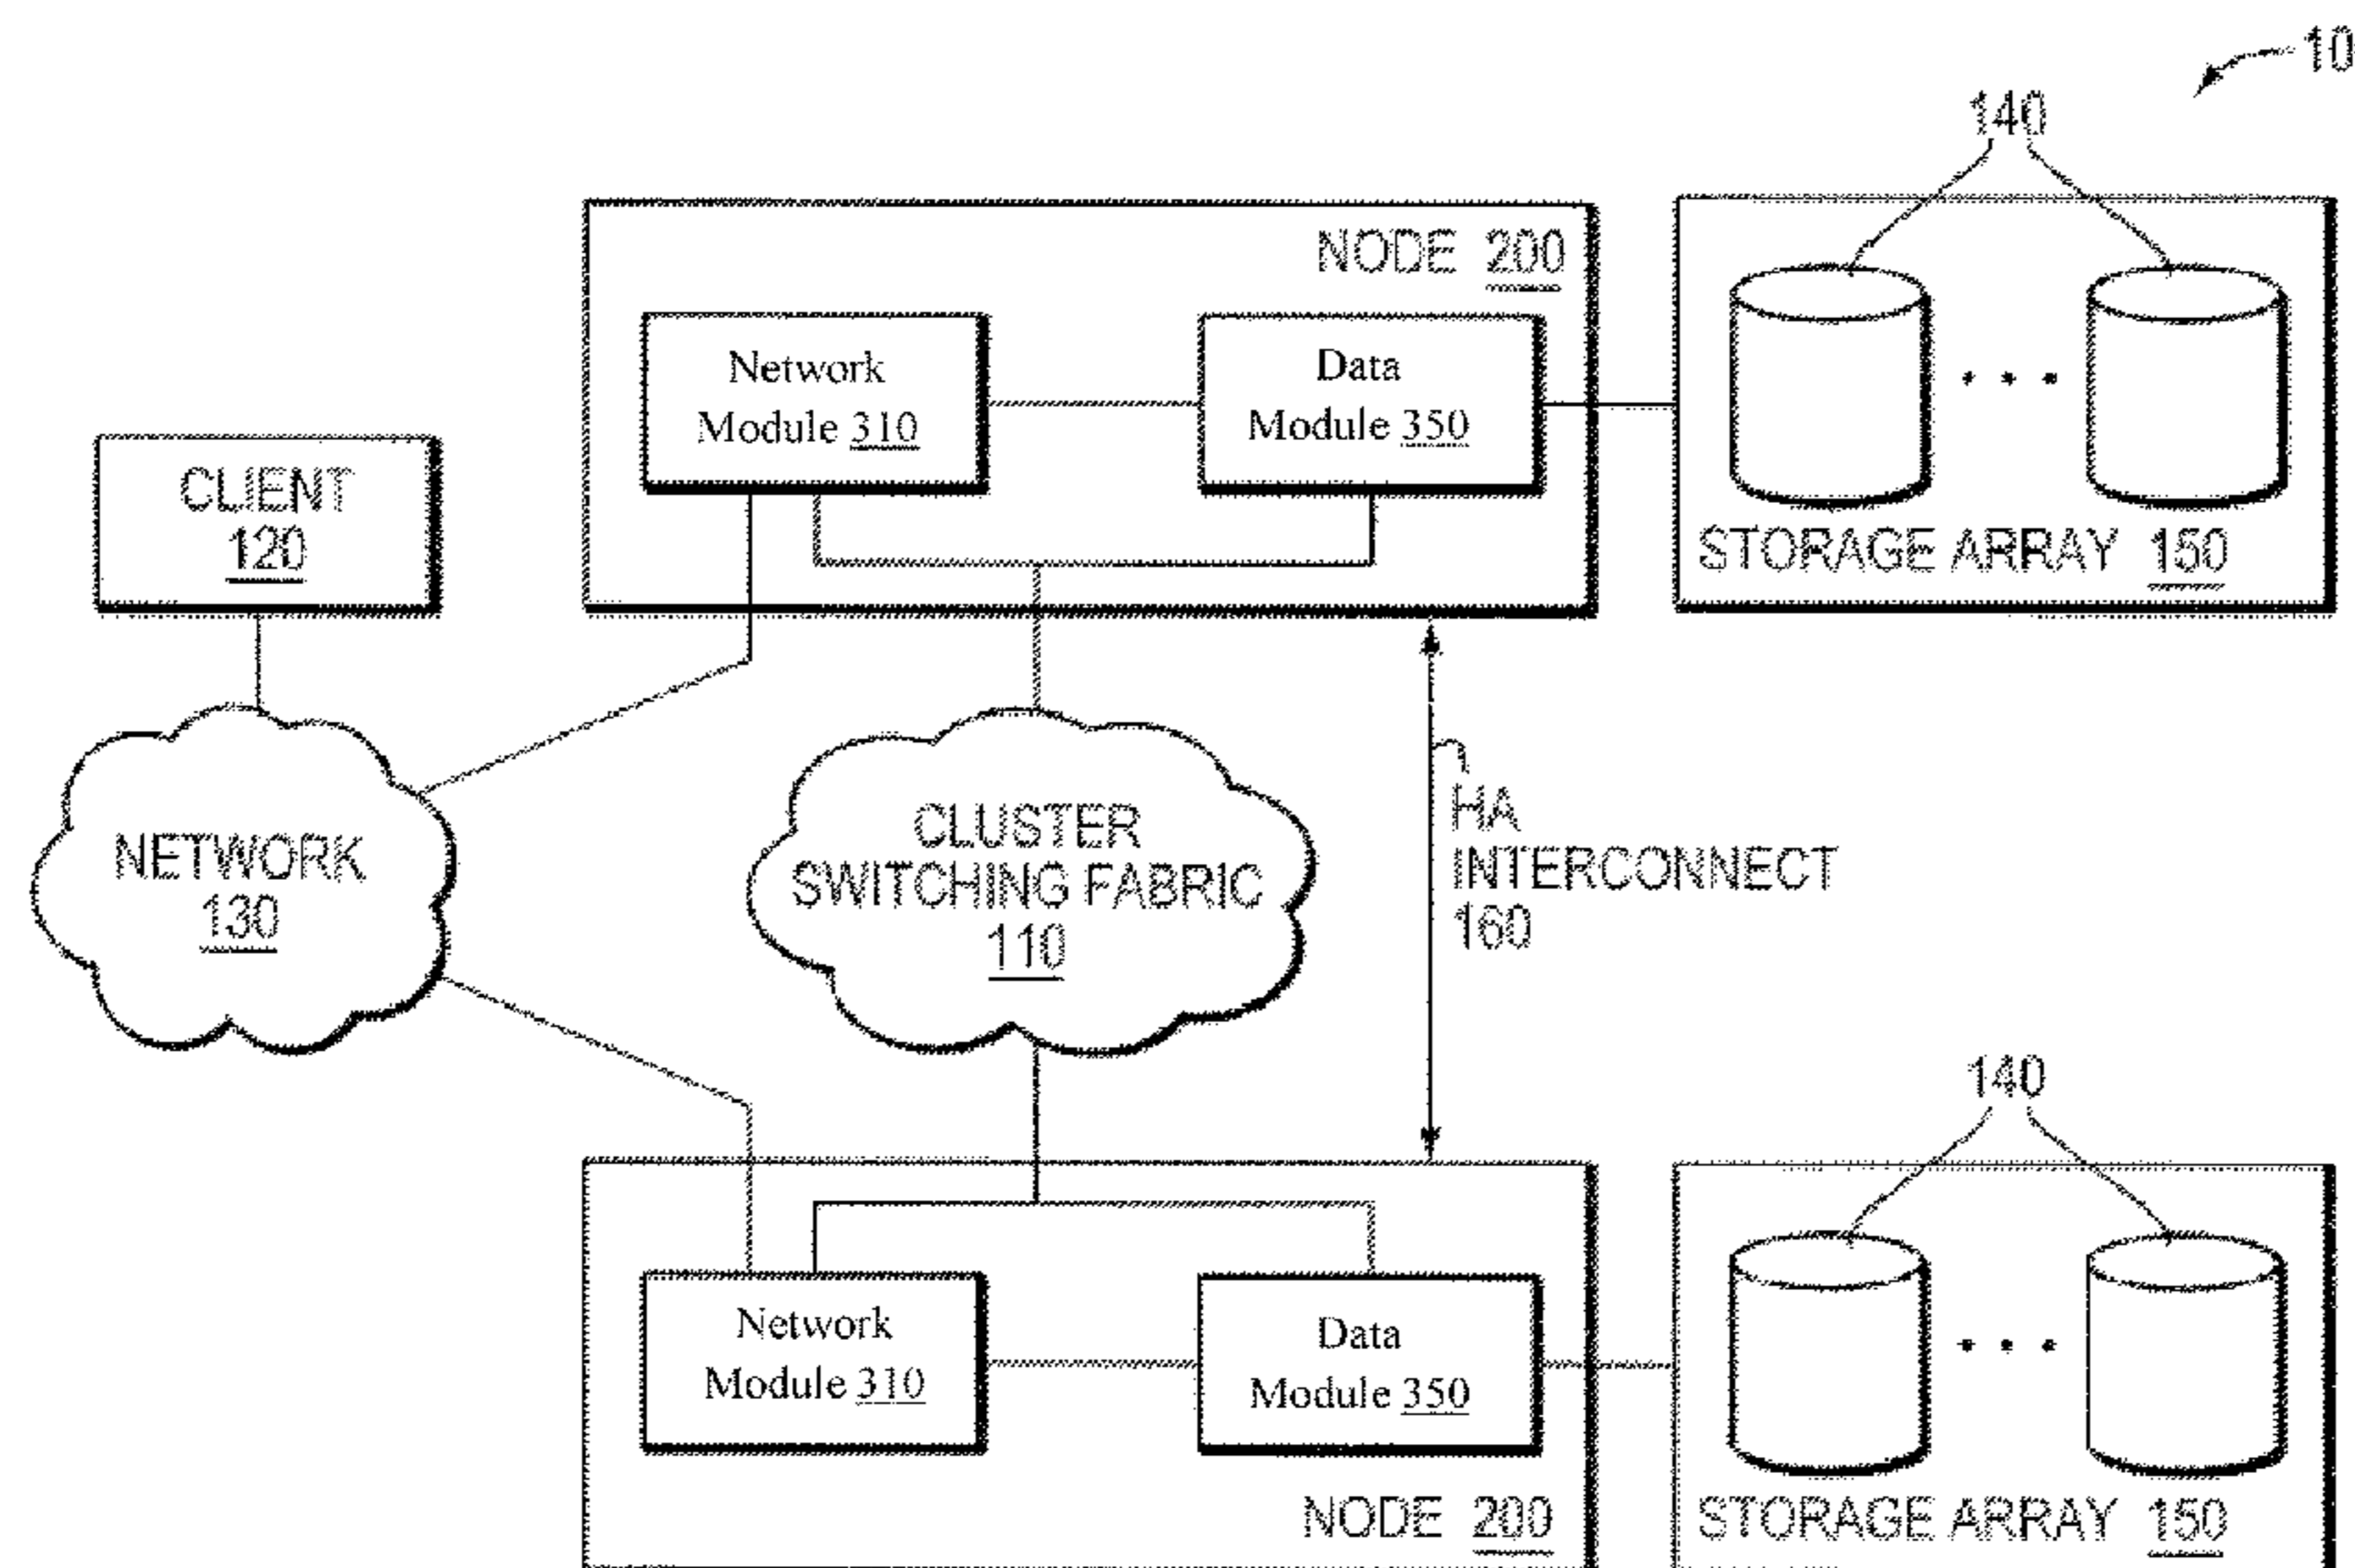 10
140
NODE 200
Network
Module 310
Data
Module 350
STORAGE ARRAY 150
CLIENT
120
NETWORK
130
CLUSTER
SWITCHING FABRIC
110
HA
INTERCONNECT
160
140
Network
Module 310
Data
Module 350
NODE 200
STORAGE ARRAY 150